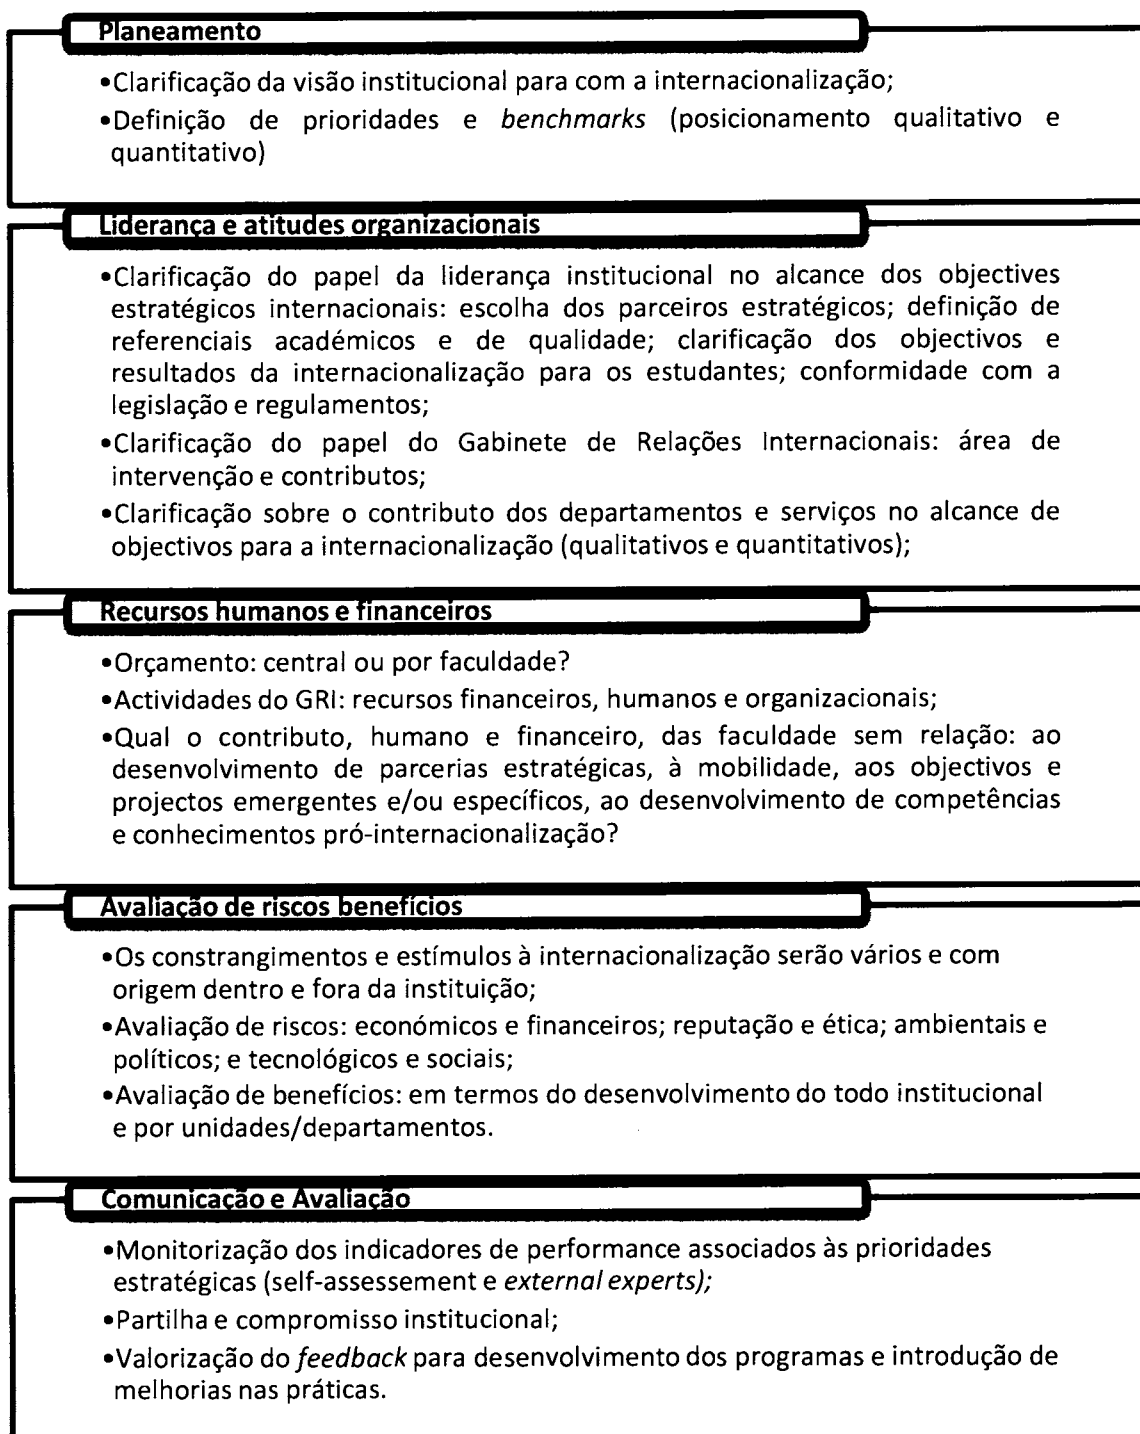 Planeamento
•Clarificação da visão institucional para com a internacionalização;
•Definição de prioridades e benchmarks (posicionamento qualitativo e
quantitativo)
Liderança e atitudes organizacionais
•Clarificação do papel da liderança institucional no alcance dos objectives
estratégicos internacionais: escolha dos parceiros estratégicos; definição de
referenciais académicos e de qualidade; clarificação dos objectivos e
resultados da internacionalização para os estudantes; conformidade com a
legislação e regulamentos;
•Clarificação do papel do Gabinete de Relações Internacionais: área de
intervenção e contributos;
•Clarificação sobre o contributo dos departamentos e serviços no alcance de
objectivos para a internacionalização (qualitativos e quantitativos);
Recursos humanos e financeiros
•Orçamento: central ou por faculdade?
•Actividades do GRI: recursos financeiros, humanos e organizacionais;
•Qual o contributo, humano e financeiro, das faculdade sem relação: ao
desenvolvimento de parcerias estratégicas, à mobilidade, aos objectivos e
projectos emergentes e/ou específicos, ao desenvolvimento de competências
e conhecimentos pró-internacionalização?
Avaliação de riscos benefícios
•Os constrangimentos e estímulos à internacionalização serão vários e com
origem dentro e fora da instituição;
•Avaliação de riscos: económicos e financeiros; reputação e ética; ambientais e
políticos; e tecnológicos e sociais;
•Avaliação de benefícios: em termos do desenvolvimento do todo institucional
e por unidades/departamentos.
Comunicação e Avaliação
•Monitorização dos indicadores de performance associados às prioridades
estratégicas (self-assessement e external experts);
•Partilha e compromisso institucional;
•Valorização do feedback para desenvolvimento dos programas e introdução de
melhorias nas práticas.